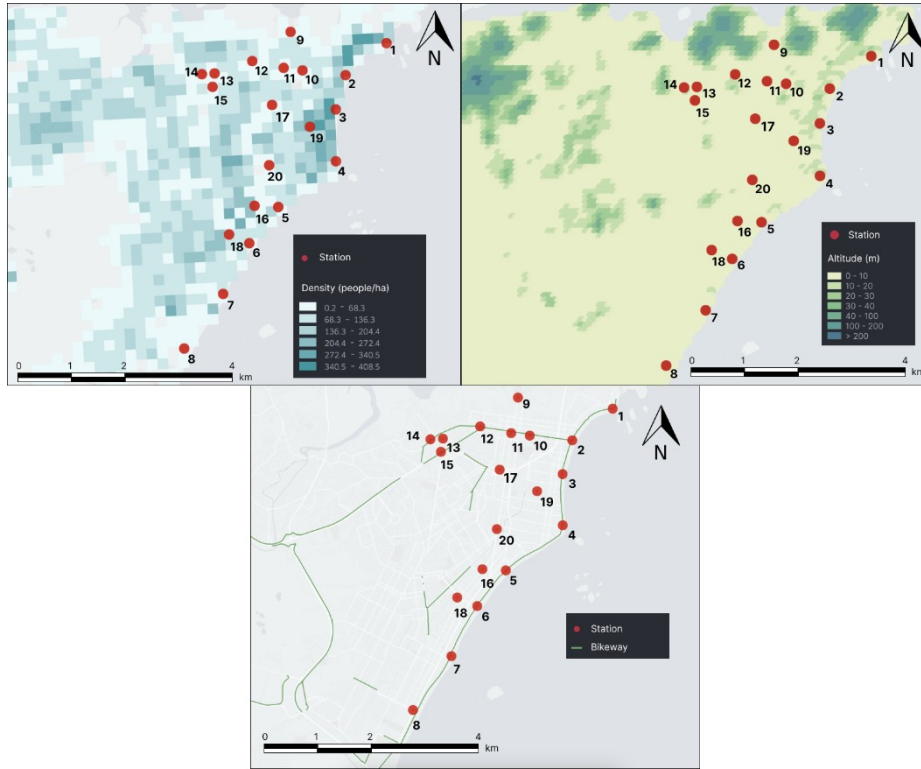 N
1
9
12
11
10
2
14
13
15
17
3
19
4
20
16
5
18
6
7
8
Station
Density (people/ha)
0.2 - 68.3
68.3 - 136.3
136.3 - 204.4
204.4 - 272.4
272.4 - 340.5
340.5 - 408.5
0 1 2 4
km
N
9
1
12
11
10
2
14
13
15
17
3
19
4
20
16
5
18
6
7
8
Station
Altitude (m)
0 - 10
10 - 20
20 - 30
30 - 40
40 - 100
100 - 200
> 200
0 1 2 4
km
N
9
1
12
11
10
2
14
13
15
17
3
19
4
20
16
5
18
6
7
8
Station
Bikeway
0 1 2 4
km